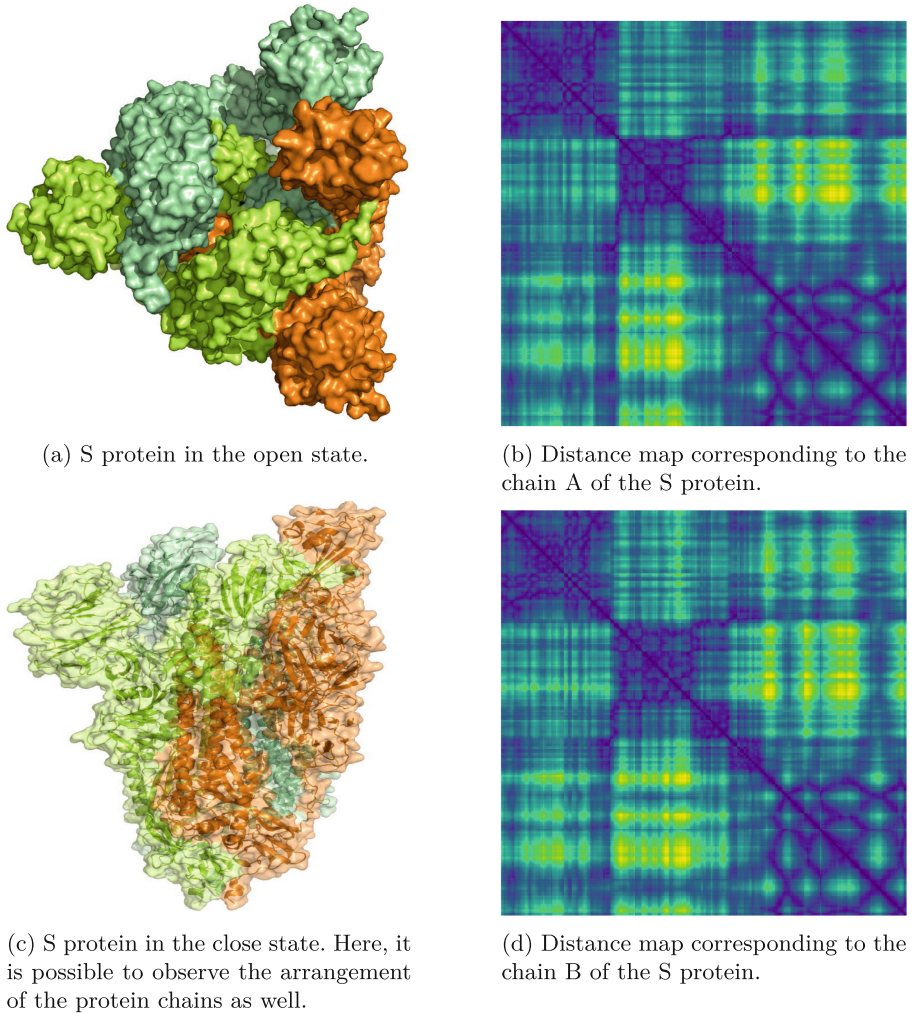 (a) S protein in the open state.
(b) Distance map corresponding to the
chain A of the S protein.
(c) S protein in the close state. Here, it
is possible to observe the arrangement
of the protein chains as well.
(d) Distance map corresponding to the
chain B of the S protein.